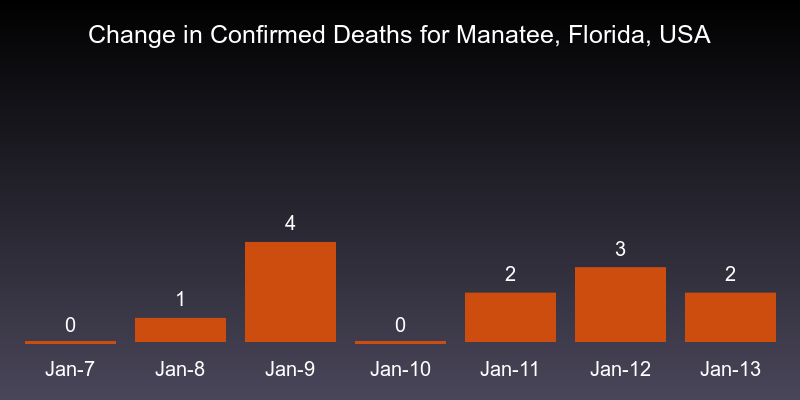 Change in Confirmed Deaths for Manatee, Florida, USA
0 1 4 0 2 3 2
Jan-7 Jan-8 Jan-9 Jan-10 Jan-11 Jan-12 Jan-13